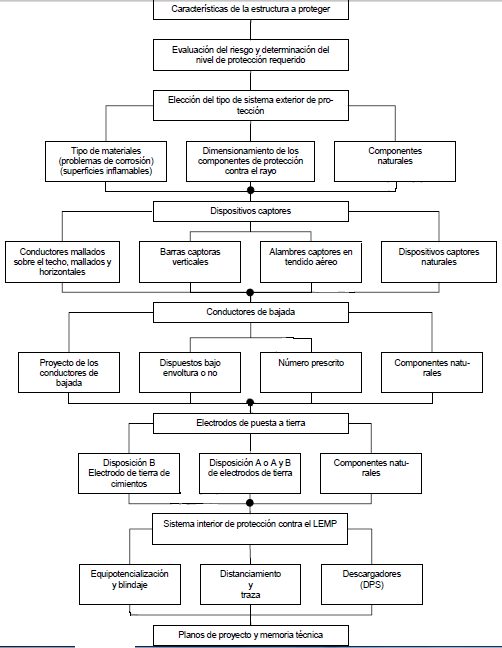 Características de la estructura a proteger
Evaluación del riesgo y determinación del
nivel de protección requerido
Elección del tipo de sistema exterior de pro-
tección
Tipo de materiales
(problemas de corrosión)
(superficies inflamables)
Dimensionamiento de los
componentes de protección
contra el rayo
Componentes
naturales
Dispositivos captores
Conductores mallados
sobre el techo, mallados y
horizontales
Barras captoras
verticales
Alambres captores en
tendido aéreo
Dispositivos captores
naturales
Conductores de bajada
Proyecto de los
conductores de
bajada
Dispuestos bajo
envoltura o no
Número prescrito
Componentes natu-
rales
Electrodos de puesta a tierra
Disposición B
Electrodo de tierra de
cimientos
Disposición A o A y B
de electrodos de tierra
Componentes natu-
rales
Sistema interior de protección contra el LEMP
Equipotencialización
y blindaje
Distanciamiento
y
traza
Descargadores
(DPS)
Planos de proyecto y memoria técnica